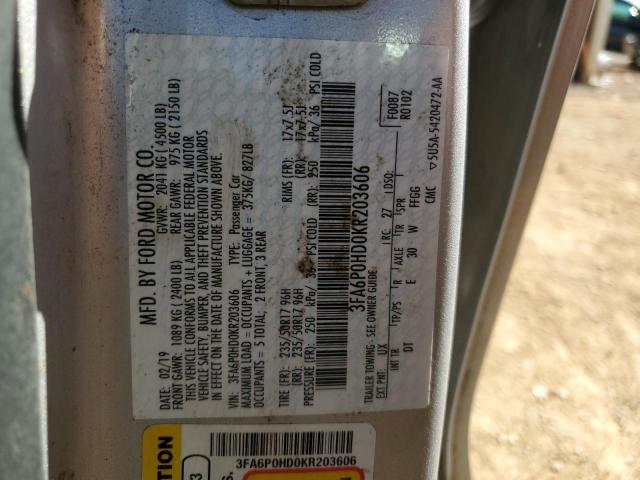 MFD. BY FORD MOTOR CO.
DATE: 02/19 GVWR: 2041 KG (4500 LB)
FRONT GAWR: 1089 KG (2400 LB) REAR GAWR: 975 KG (2150 LB)
VEHICLE CONFORMS TO ALL APPLICABLE FEDERAL MOTOR
VEHICLE SAFETY, BUMPER, AND THEFT PREVENTION STANDARDS
IN EFFECT ON THE DATE OF MANUFACTURE SHOWN ABOVE.
VIN: 3FA6P0HD0KR203606 TYPE: Passenger Car
MAXIMUM LOAD = OCCUPANTS + LUGGAGE = 375KG/ 827LB
OCCUPANTS = 5 TOTAL; 2 FRONT, 3 REAR
TIRE (FR): 235/50R17 96H RIMS (FR): 17x7.5J
(RR): 235/50R17 96H (RR): 17x7.5J
PRESSURE (FR): 250 kPa/ 36 PSI COLD (RR): 250 kPa/ 36 PSI COLD
3FA6P0HD0KR203606
F0087
R0102
TRAILER TOWING - SEE OWNER GUIDE.
EXT PNT: UX RC: 27 DSO:
INT TR TP/PS R AXLE TR SPR
DT E 30 W FFGG
CMC
▽5U5A-5420472-AA
3FA6P0HD0KR203606